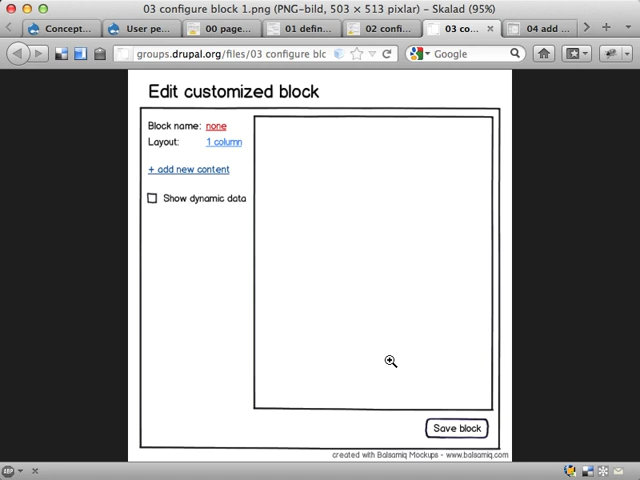 03 configure block 1.png (PNG-bild, 503 × 513 pixlar) – Skalad (95%)
Concept...
User pe...
00 page...
01 defin...
02 confi...
03 co...
04 add
groups.drupal.org/files/03 configure blc
Google
Edit customized block
Block name: none
Layout: 1 column
+ add new content
Show dynamic data
Save block
created with Balsamiq Mockups - www.balsamiq.com
ABP